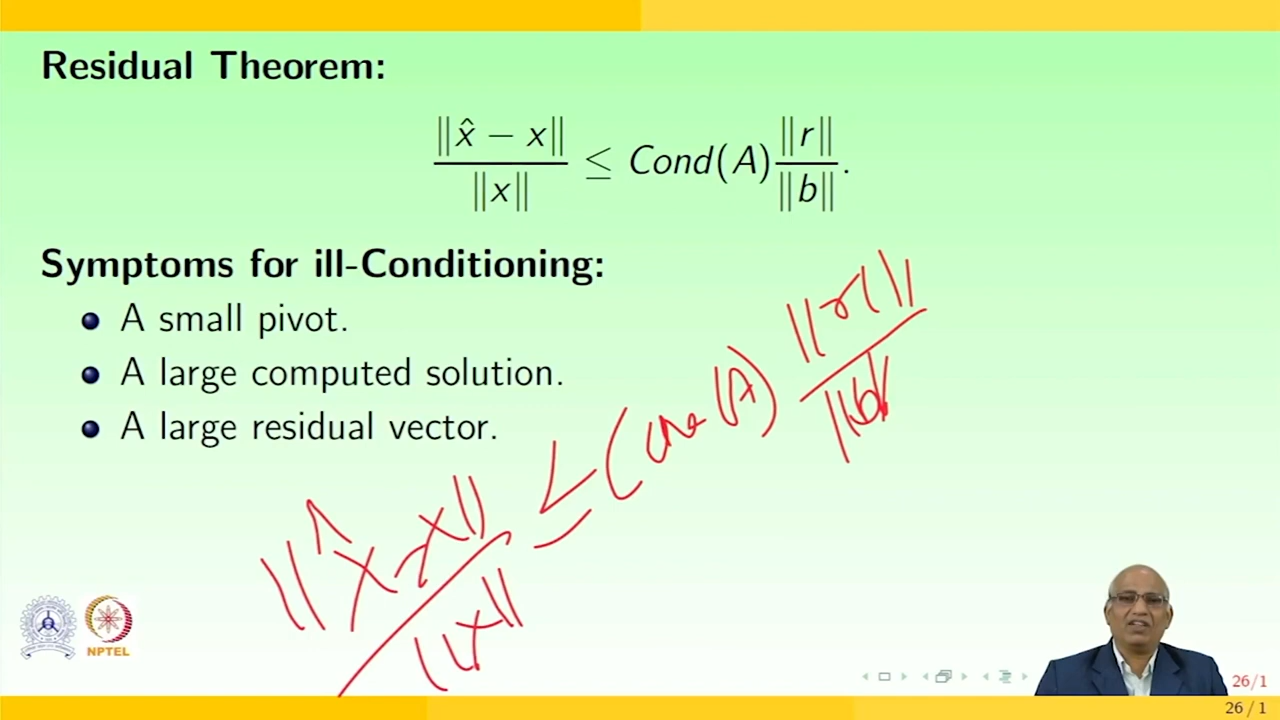 Residual Theorem:
‖x̂ − x‖ / ‖x‖ ≤ Cond(A) ‖r‖ / ‖b‖.
Symptoms for ill-Conditioning:
• A small pivot.
• A large computed solution.
• A large residual vector.
‖x̂ − x‖ / ‖x‖ ≤ (A) ‖r‖ / ‖b‖
NPTEL
26/1
26 / 1